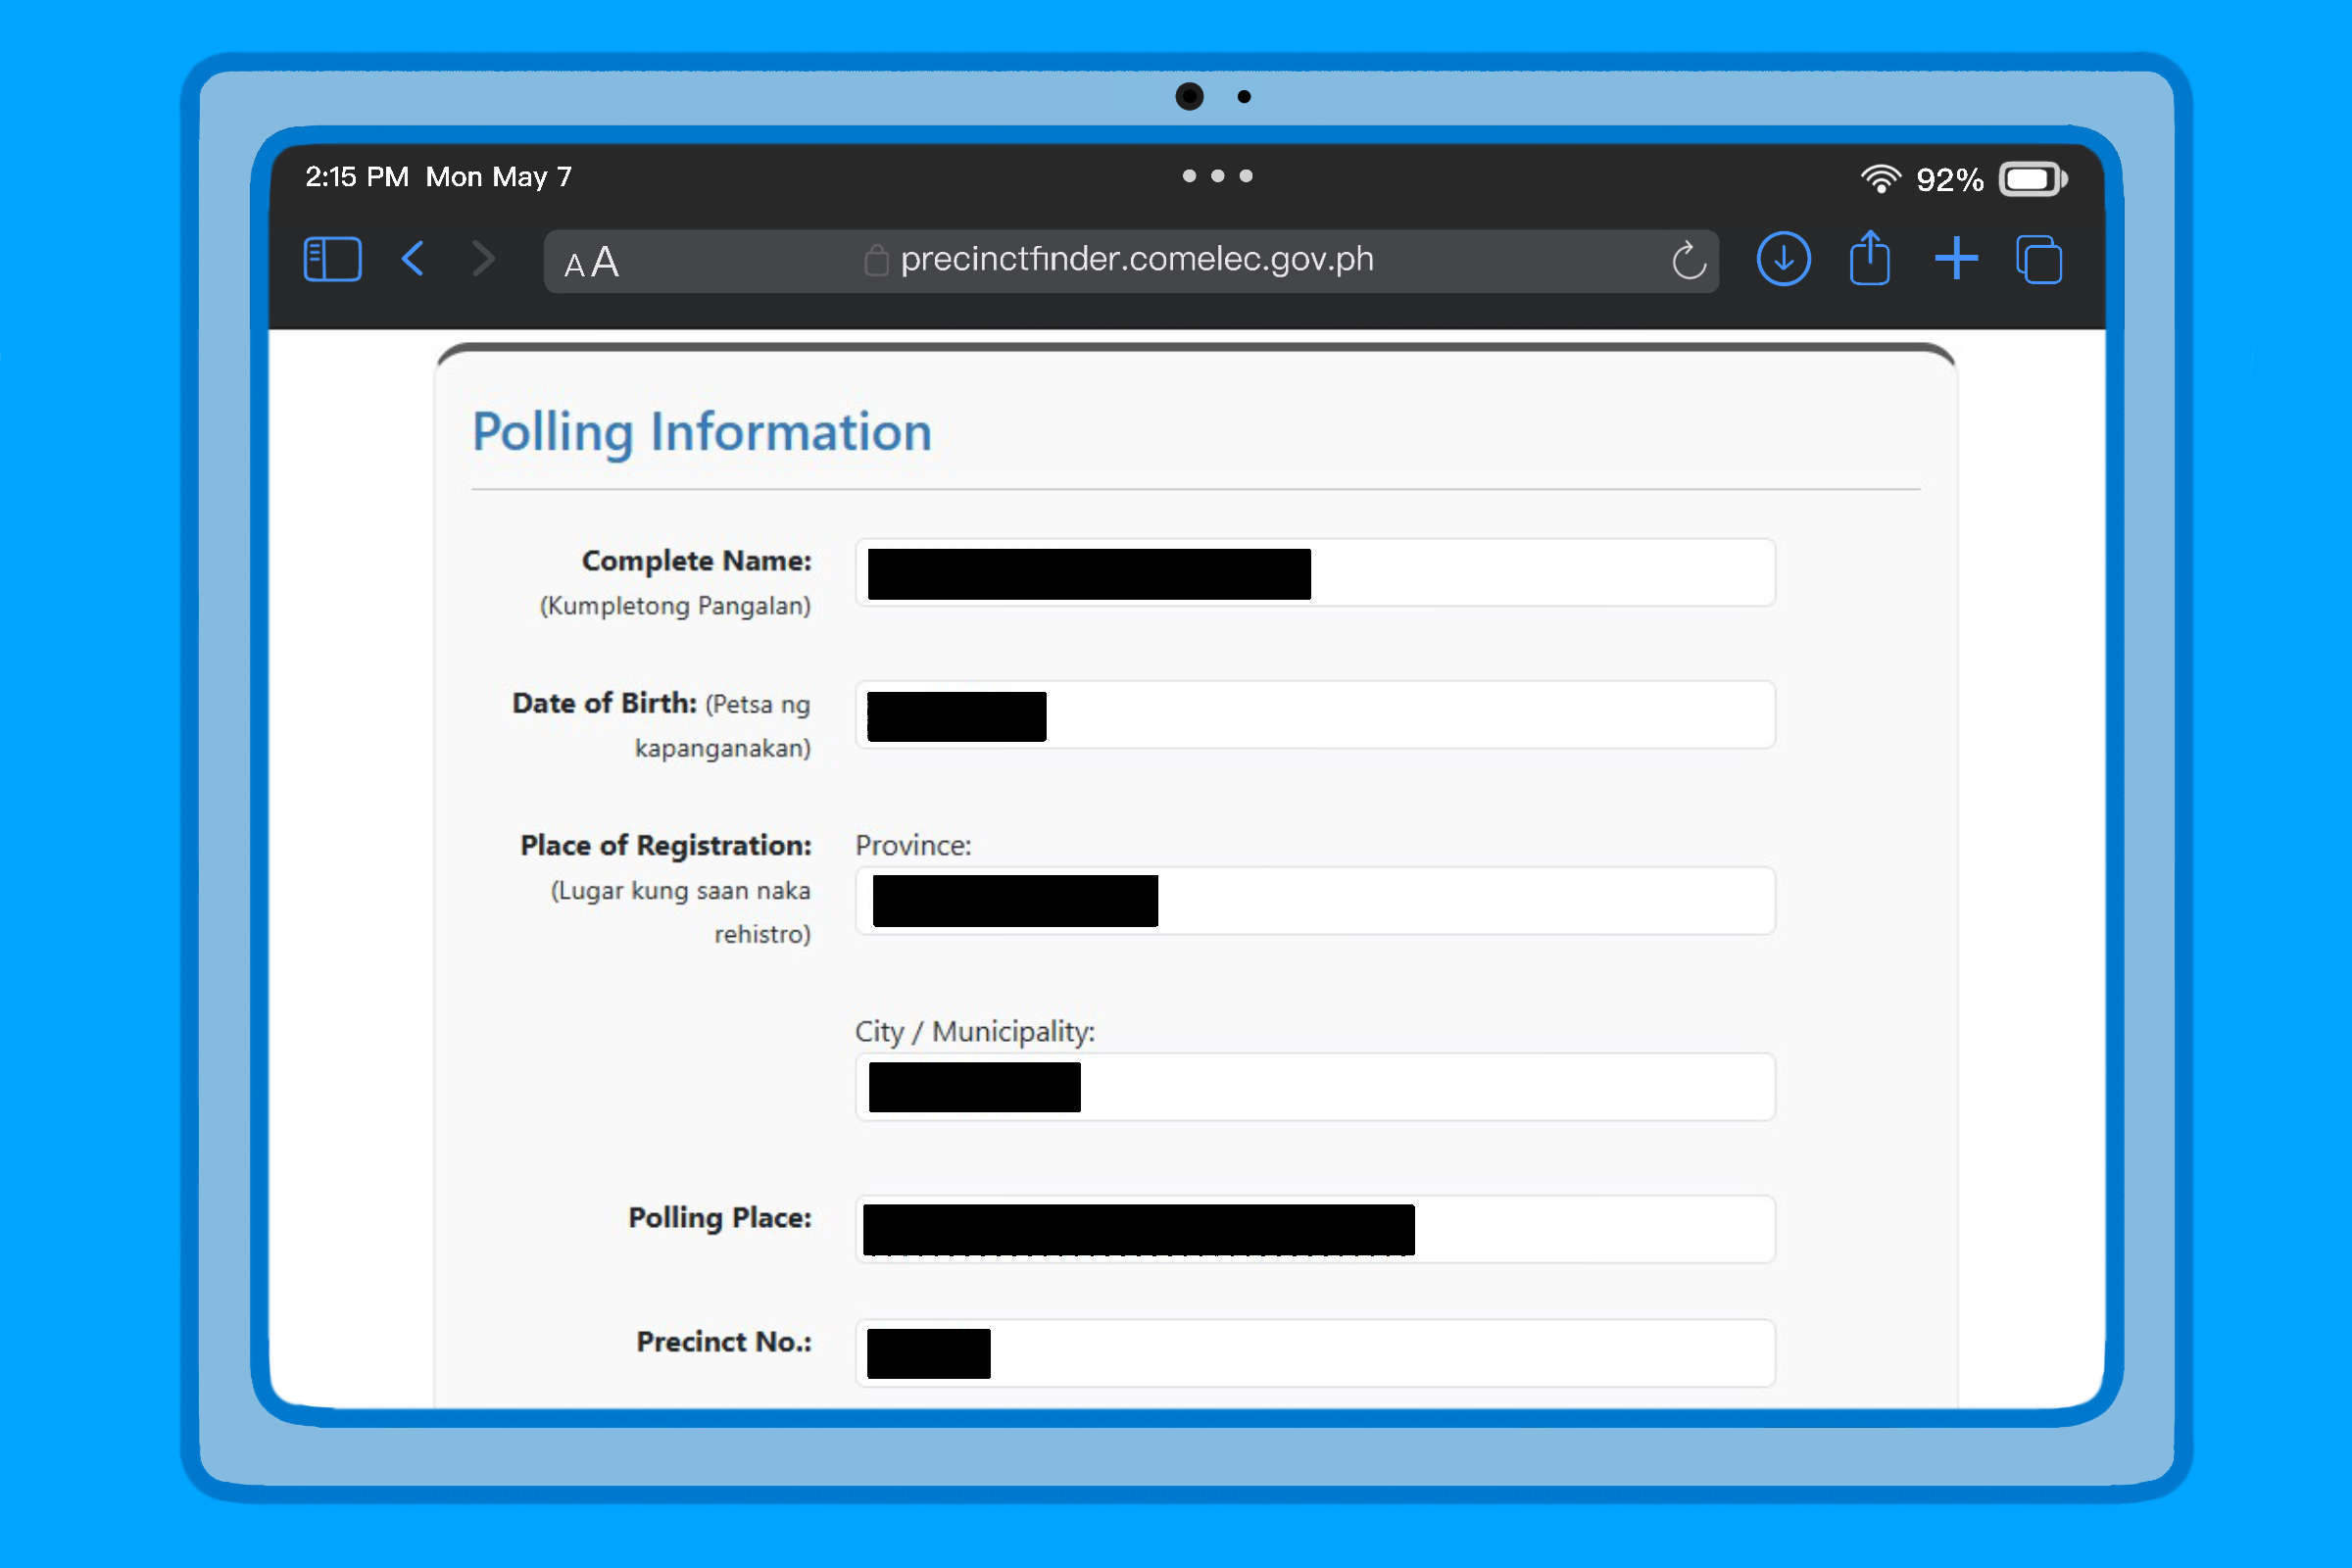 2:15 PM Mon May 7
92%
AA
precinctfinder.comelec.gov.ph
Polling Information
Complete Name:
(Kumpletong Pangalan)
Date of Birth: (Petsa ng
kapanganakan)
Place of Registration:
(Lugar kung saan naka
rehistro)
Province:
City / Municipality:
Polling Place:
Precinct No.: